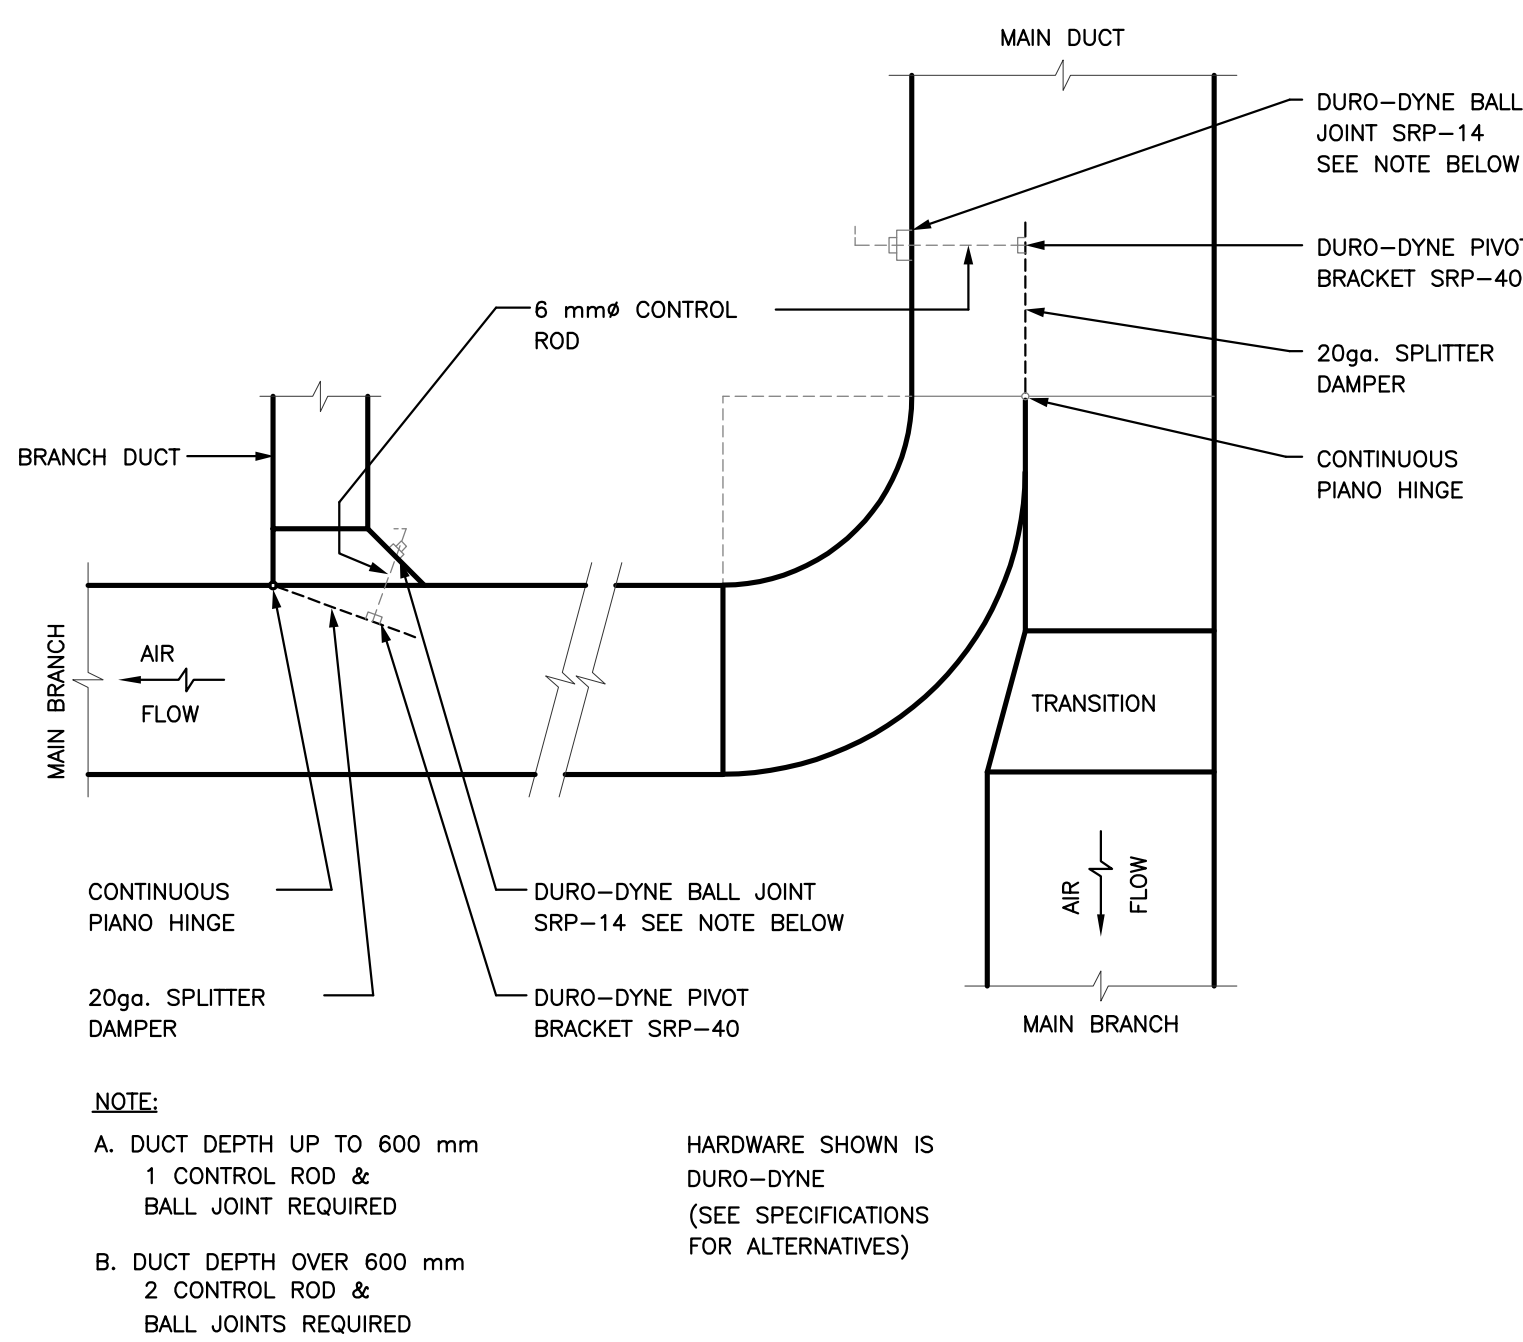 MAIN DUCT
DURO-DYNE BALL
JOINT SRP-14
SEE NOTE BELOW
DURO-DYNE PIVOT
BRACKET SRP-40
6 mmø CONTROL
ROD
20ga. SPLITTER
DAMPER
BRANCH DUCT
CONTINUOUS
PIANO HINGE
MAIN BRANCH
AIR
FLOW
TRANSITION
AIR
FLOW
CONTINUOUS
PIANO HINGE
DURO-DYNE BALL JOINT
SRP-14 SEE NOTE BELOW
20ga. SPLITTER
DAMPER
DURO-DYNE PIVOT
BRACKET SRP-40
MAIN BRANCH
NOTE:
A. DUCT DEPTH UP TO 600 mm
1 CONTROL ROD &
BALL JOINT REQUIRED
B. DUCT DEPTH OVER 600 mm
2 CONTROL ROD &
BALL JOINTS REQUIRED
HARDWARE SHOWN IS
DURO-DYNE
(SEE SPECIFICATIONS
FOR ALTERNATIVES)